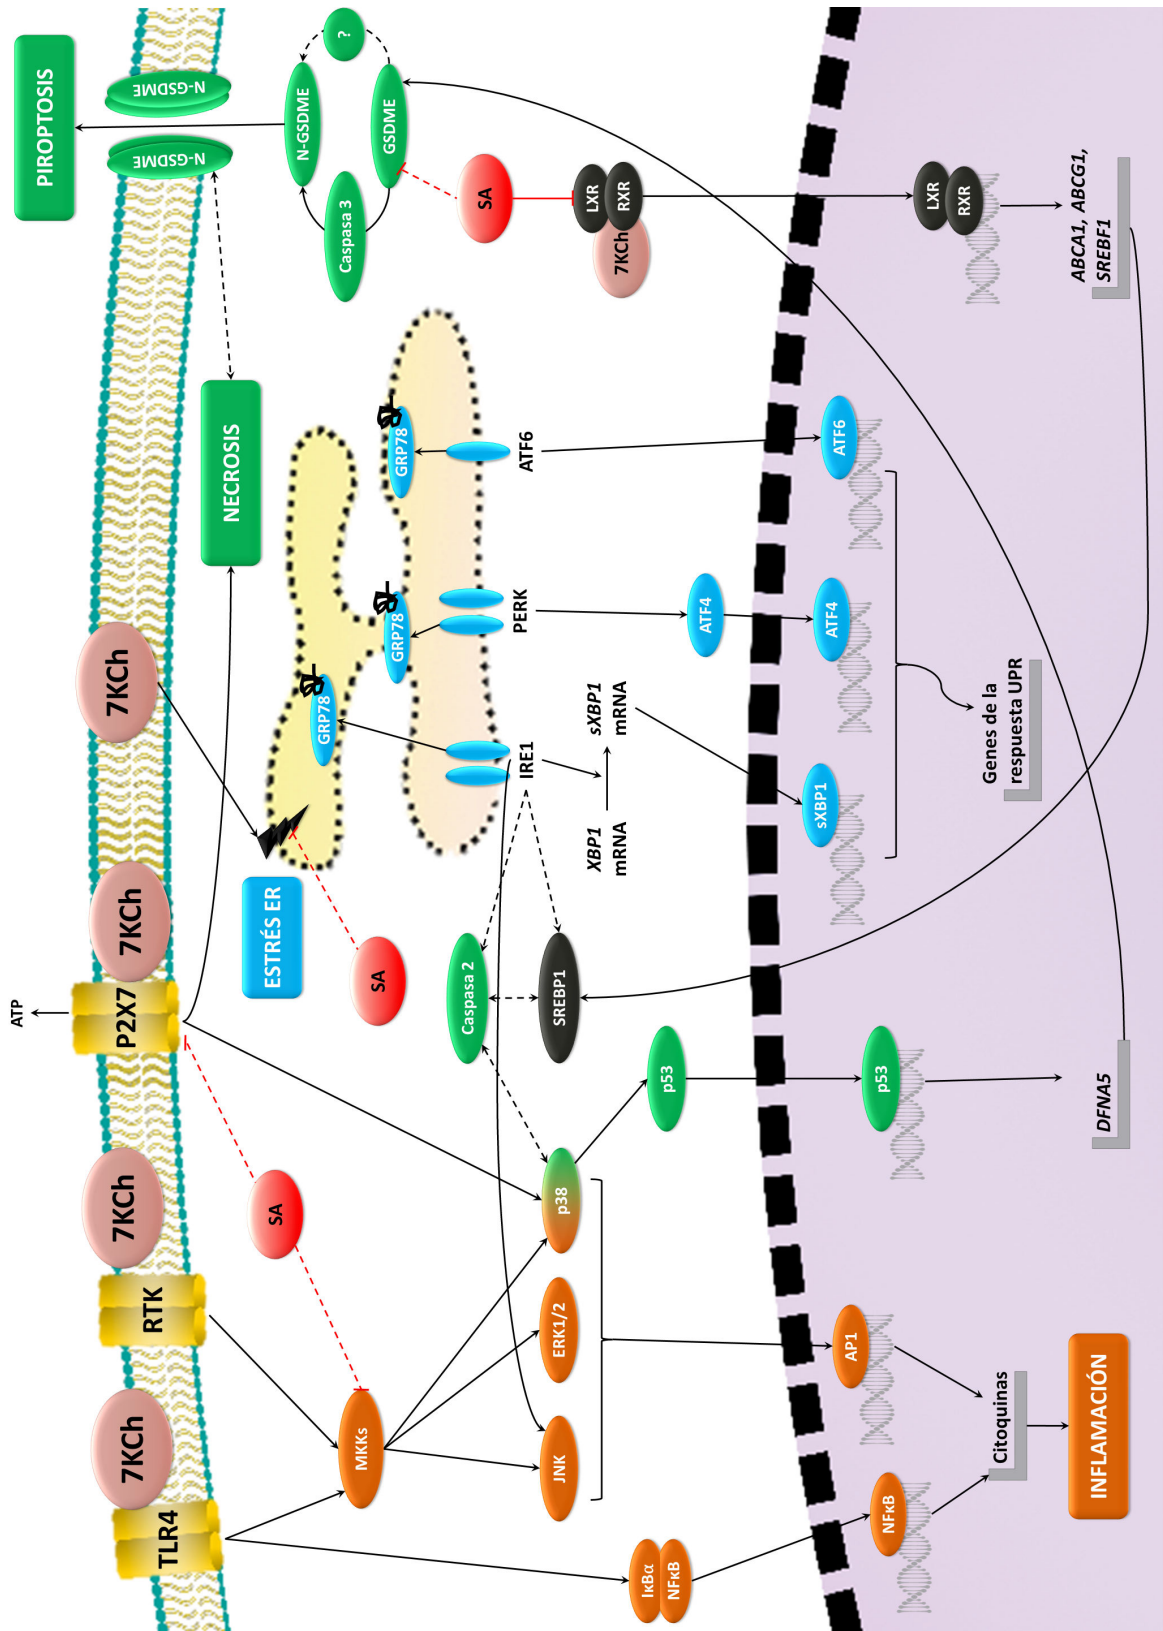 ATP
7KCh
7KCh
7KCh
7KCh
TLR4
RTK
P2X7
N-GSDME
N-GSDME
PIROPTOSIS
NECROSIS
SA
ESTRÉS ER
SA
GRP78
GRP78
GRP78
N-GSDME
?
Caspasa 3
GSDME
MKKs
Caspasa 2
IRE1
PERK
ATF6
SA
JNK
ERK1/2
p38
SREBP1
XBP1
mRNA
sXBP1
mRNA
7KCh
LXR
RXR
IκBα
NFκB
p53
ATF4
NFκB
AP1
p53
sXBP1
ATF4
ATF6
LXR
RXR
Citoquinas
Genes de la
respuesta UPR
INFLAMACIÓN
DFNA5
ABCA1, ABCG1,
SREBF1